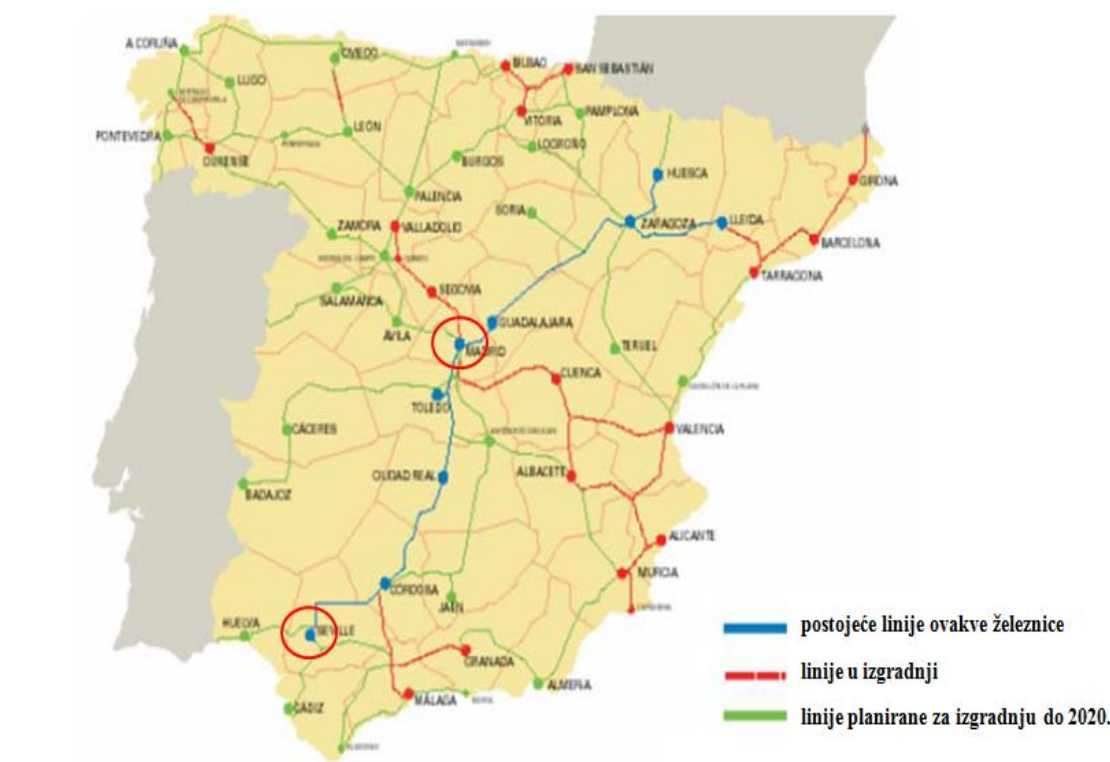 A CORUÑA
OVIEDO
BILBAO
SAN SEBASTIÁN
LUGO
VITORIA
PAMPLONA
PONTEVEDRA
LEÓN
LOGROÑO
OURENSE
BURGOS
HUESCA
GIRONA
PALENCIA
SORIA
ZARAGOZA
LLEIDA
ZAMORA
VALLADOLID
BARCELONA
TARRAGONA
SEGOVIA
SALAMANCA
GUADALAJARA
ÁVILA
MADRID
TERUEL
CUENCA
TOLEDO
CÁCERES
VALENCIA
CIUDAD REAL
ALBACETE
BADAJOZ
ALICANTE
MURCIA
CÓRDOBA
JAÉN
HUELVA
SEVILLE
GRANADA
ALMERÍA
MÁLAGA
CÁDIZ
postojeće linije ovakve železnice
linije u izgradnji
linije planirane za izgradnju do 2020.